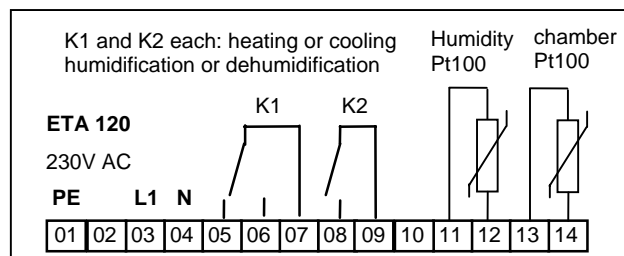 K1 and K2 each: heating or cooling
humidification or dehumidification
Humidity
Pt100
chamber
Pt100
K1
K2
ETA 120
230V AC
PE L1 N
01 02 03 04 05 06 07 08 09 10 11 12 13 14